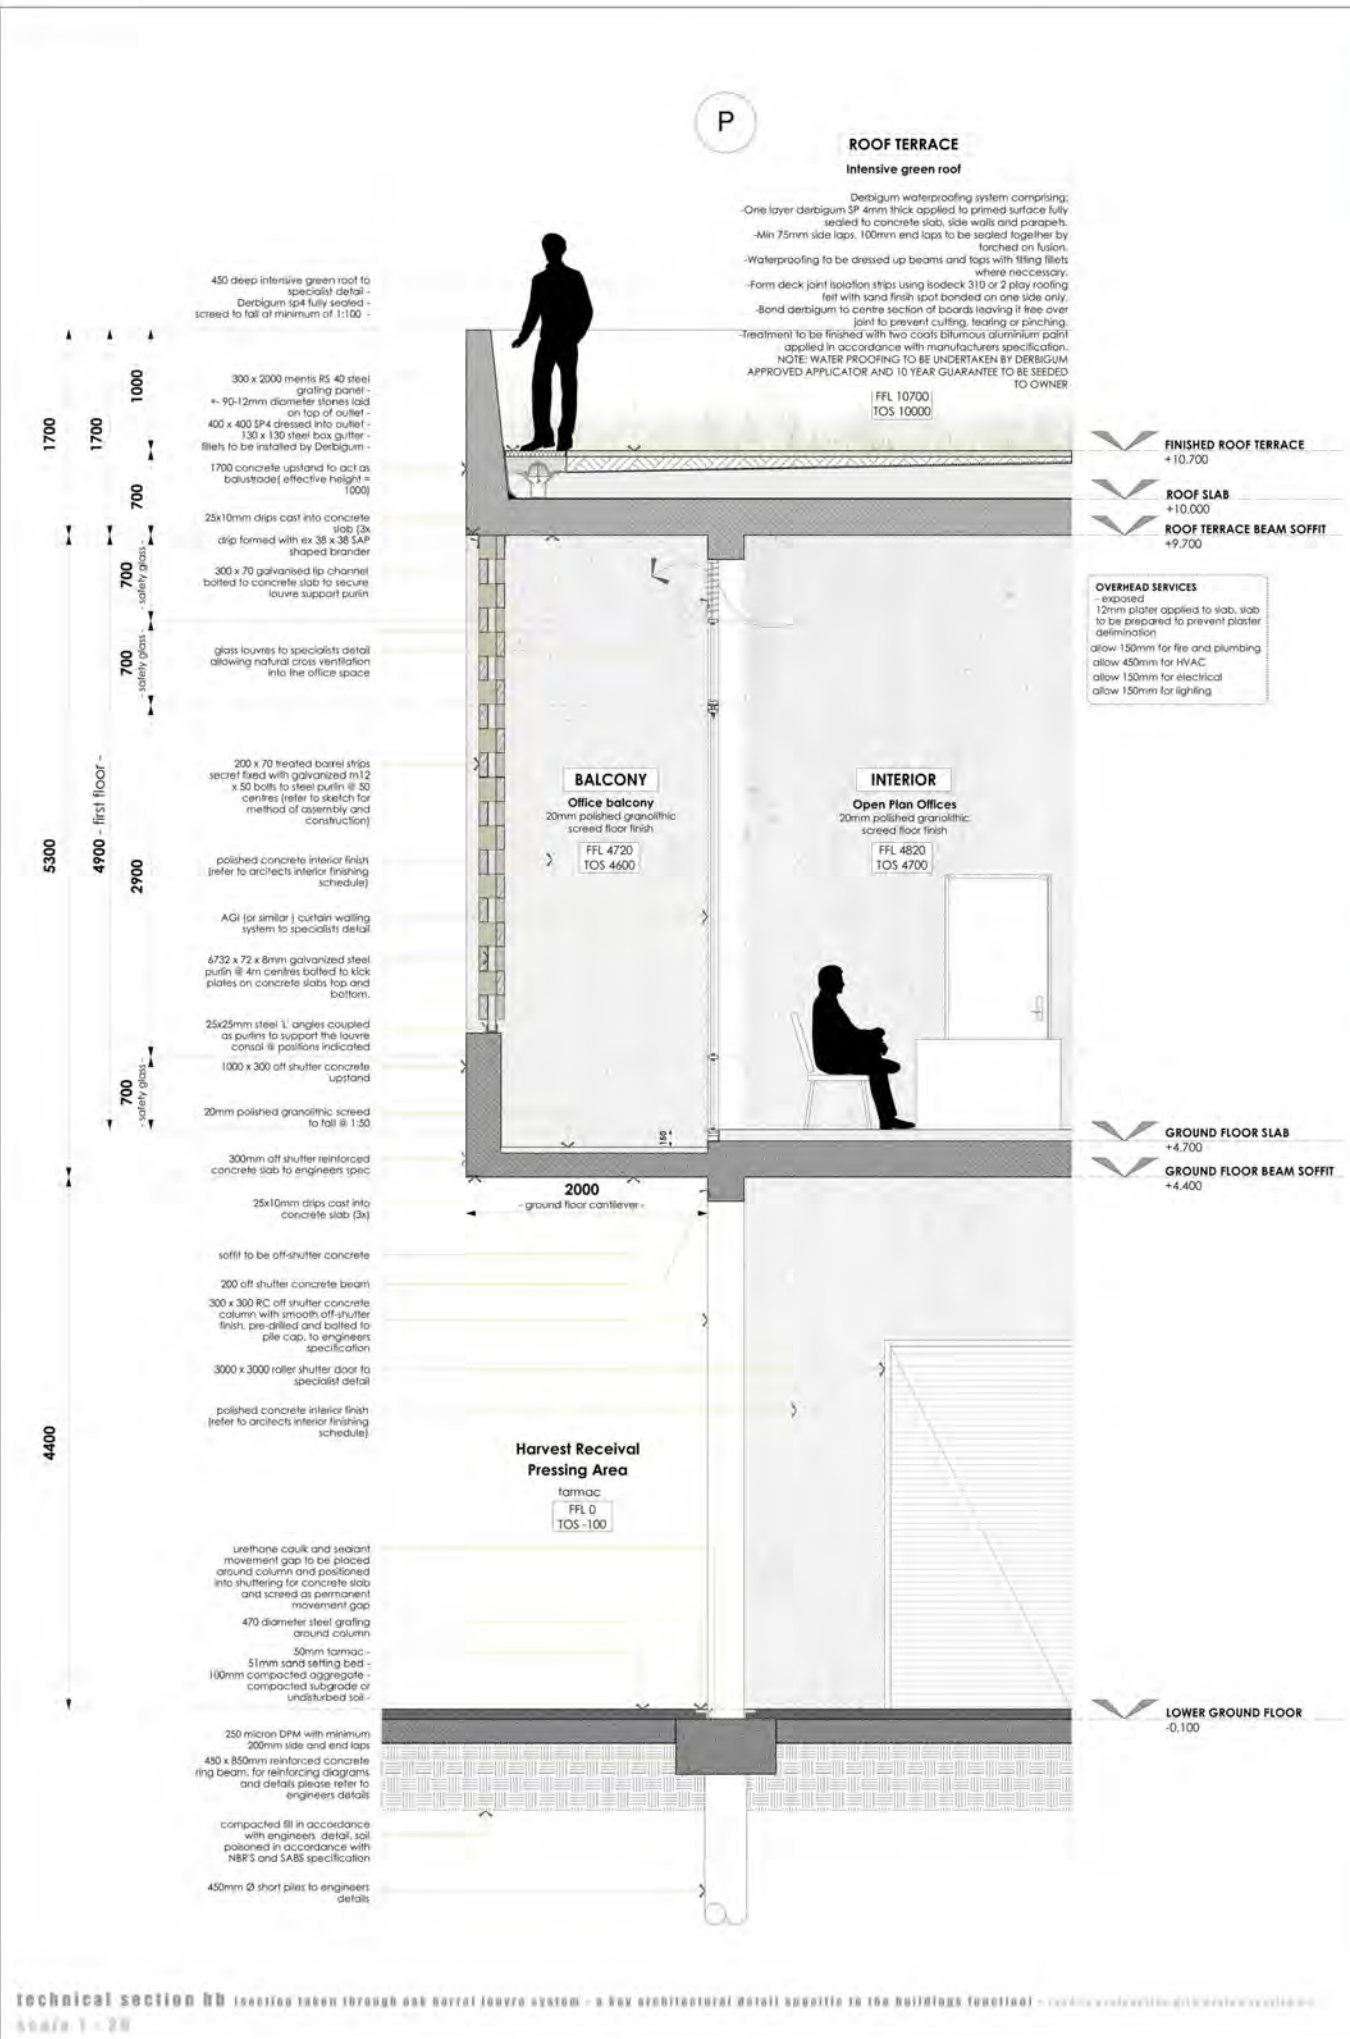 P
ROOF TERRACE
Intensive green roof
Derbigum waterproofing system comprising;
-One layer derbigum SP 4mm thick applied to primed surface fully
sealed to concrete slab, side walls and parapets.
-Min 75mm side laps, 100mm end laps to be sealed together by
torched on fusion.
-Waterproofing to be dressed up beams and tops with filling fillets
where neccessary.
-Form deck joint isolation strips using isodeck 310 or 2 play roofing
felt with sand finsih spot bonded on one side only.
-Bond derbigum to centre section of boards leaving it free over
joint to prevent cutting, tearing or pinching.
-Treatment to be finished with two coats bitumous aluminium paint
applied in accordance with manufacturers specification.
NOTE: WATER PROOFING TO BE UNDERTAKEN BY DERBIGUM
APPROVED APPLICATOR AND 10 YEAR GUARANTEE TO BE SEEDED
TO OWNER
FFL 10700
TOS 10000
450 deep intensive green roof to
specialist detail -
Derbigum sp4 fully sealed -
screed to fall at minimum of 1:100 -
300 x 2000 mentis RS 40 steel
grating panel -
+- 90-12mm diameter stones laid
on top of outlet -
400 x 400 SP4 dressed into outlet -
130 x 130 steel box gutter -
fillets to be installed by Derbigum -
1700 concrete upstand to act as
balustrade( effective height =
1000)
25x10mm drips cast into concrete
slab (3x
drip formed with ex 38 x 38 SAP
shaped brander
300 x 70 galvanised lip channel
bolted to concrete slab to secure
louvre support purlin
glass louvres to specialists detail
allowing natural cross ventilation
into the office space
200 x 70 treated barrel strips
secret fixed with galvanized m12
x 50 bolts to steel purlin @ 50
centres (refer to sketch for
method of assembly and
construction)
polished concrete interior finish
(refer to arcitects interior finishing
schedule)
AGI (or similar ) curtain walling
system to specialists detail
6732 x 72 x 8mm galvanized steel
purlin @ 4m centres bolted to kick
plates on concrete slabs top and
bottom.
25x25mm steel 'L' angles coupled
as purlins to support the louvre
consol @ positions indicated
1000 x 300 off shutter concrete
upstand
20mm polished granolithic screed
to fall @ 1:50
300mm off shutter reinforced
concrete slab to engineers spec
25x10mm drips cast into
concrete slab (3x)
soffit to be off-shutter concrete
200 off shutter concrete beam
300 x 300 RC off shutter concrete
column with smooth off-shutter
finish, pre-drilled and bolted to
pile cap, to engineers
specification
3000 x 3000 roller shutter door to
specialist detail
polished concrete interior finish
(refer to arcitects interior finishing
schedule)
urethane caulk and sealant
movement gap to be placed
around column and positioned
into shuttering for concrete slab
and screed as permanent
movement gap
470 diameter steel grating
around column
50mm tarmac -
51mm sand setting bed -
100mm compacted aggregate -
compacted subgrade or
undisturbed soil -
250 micron DPM with minimum
200mm side and end laps
480 x 850mm reinforced concrete
ring beam, for reinforcing diagrams
and details please refer to
engineers details
compacted fill in accordance
with engineers detail, soil
poisoned in accordance with
NBR'S and SABS specification
450mm Ø short piles to engineers
details
1700
1700
1000
700
700
- safety glass -
700
- safety glass -
5300
4900 - first floor -
2900
700
- safety glass -
4400
BALCONY
Office balcony
20mm polished granolithic
screed floor finish
FFL 4720
TOS 4600
INTERIOR
Open Plan Offices
20mm polished granolithic
screed floor finish
FFL 4820
TOS 4700
150
2000
- ground floor cantilever -
Harvest Receival
Pressing Area
tarmac
FFL 0
TOS -100
FINISHED ROOF TERRACE
+10.700
ROOF SLAB
+10.000
ROOF TERRACE BEAM SOFFIT
+9.700
OVERHEAD SERVICES
- exposed
12mm plater applied to slab, slab
to be prepared to prevent plaster
delimination
allow 150mm for fire and plumbing
allow 450mm for HVAC
allow 150mm for electrical
allow 150mm for lighting
GROUND FLOOR SLAB
+4.700
GROUND FLOOR BEAM SOFFIT
+4.400
LOWER GROUND FLOOR
-0.100
technical section bb (section taken through oak barrel louvre system - a key architectural detail specific to the buildings function) -
scale 1 - 20